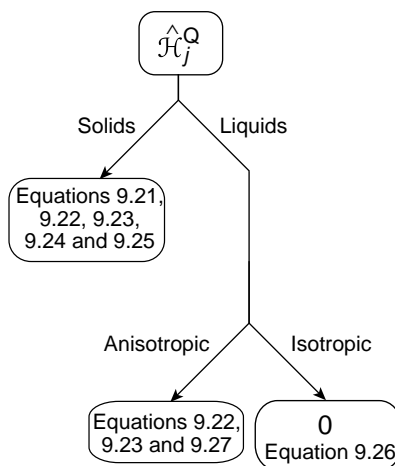 Ĥ_j^Q
Solids
Liquids
Equations 9.21,
9.22, 9.23,
9.24 and 9.25
Anisotropic
Isotropic
Equations 9.22,
9.23 and 9.27
0
Equation 9.26